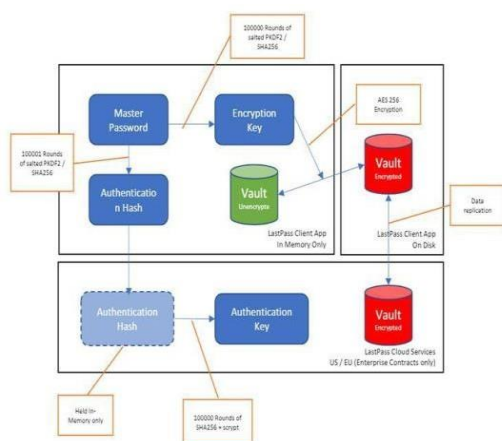 100000 Rounds
of salted PKDF2 /
SHA256
Master
Password
Encryption
Key
AES 256
Encryption
100001 Rounds
of salted PKDF2 /
SHA256
Authenticatio
n Hash
Vault
Unencrypte
LastPass Client App
In Memory Only
Vault
Encrypted
LastPass Client App
On Disk
Data
replication
Authentication
Hash
Authentication
Key
Vault
Encrypted
LastPass Cloud Services
US / EU (Enterprise Contracts only)
Held In-
Memory only
100000 Rounds of
SHA256 + scrypt